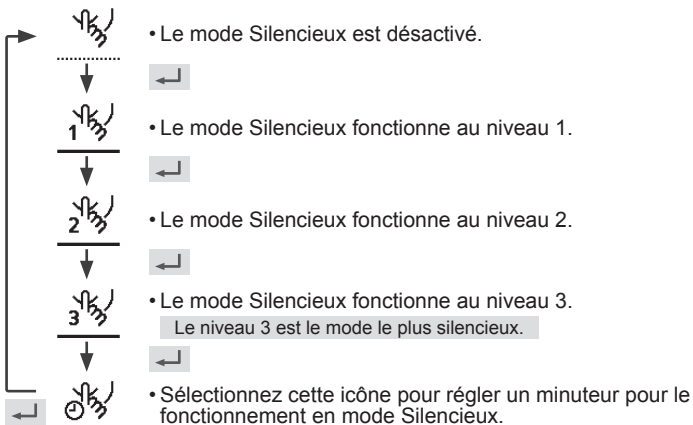 • Le mode Silencieux est désactivé.
1
• Le mode Silencieux fonctionne au niveau 1.
2
• Le mode Silencieux fonctionne au niveau 2.
3
• Le mode Silencieux fonctionne au niveau 3.
Le niveau 3 est le mode le plus silencieux.
• Sélectionnez cette icône pour régler un minuteur pour le
fonctionnement en mode Silencieux.